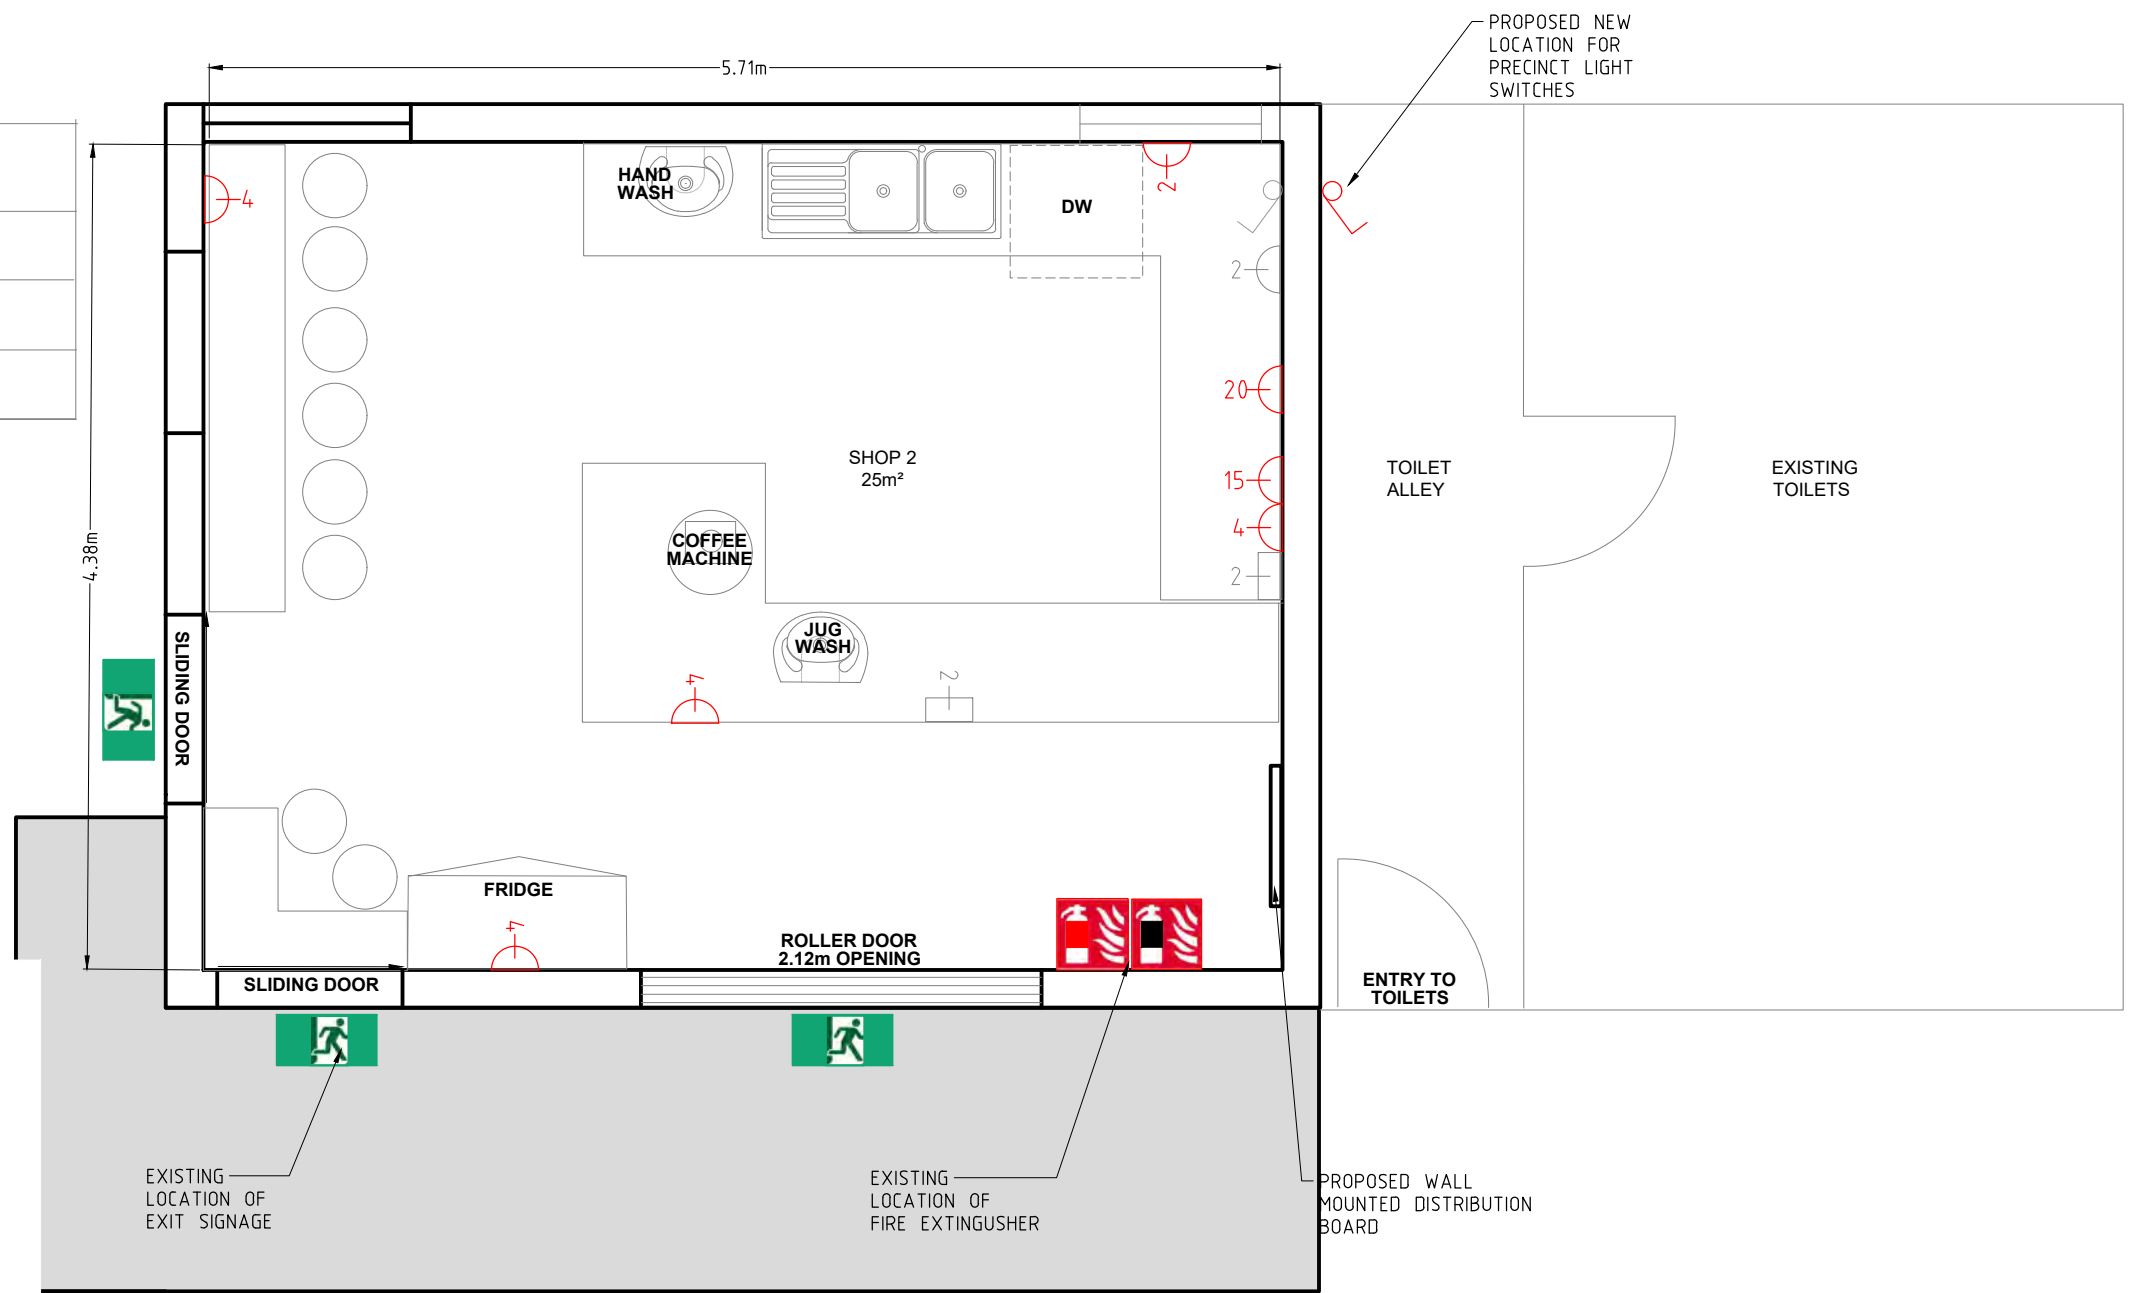 PROPOSED NEW
LOCATION FOR
PRECINCT LIGHT
SWITCHES
5.71m
HAND
WASH
DW
2
4
2
20
SHOP 2
25m²
15
4
2
TOILET
ALLEY
EXISTING
TOILETS
4.38m
COFFEE
MACHINE
JUG
WASH
SLIDING DOOR
4
2
FRIDGE
4
ROLLER DOOR
2.12m OPENING
SLIDING DOOR
ENTRY TO
TOILETS
EXISTING
LOCATION OF
EXIT SIGNAGE
EXISTING
LOCATION OF
FIRE EXTINGUSHER
PROPOSED WALL
MOUNTED DISTRIBUTION
BOARD